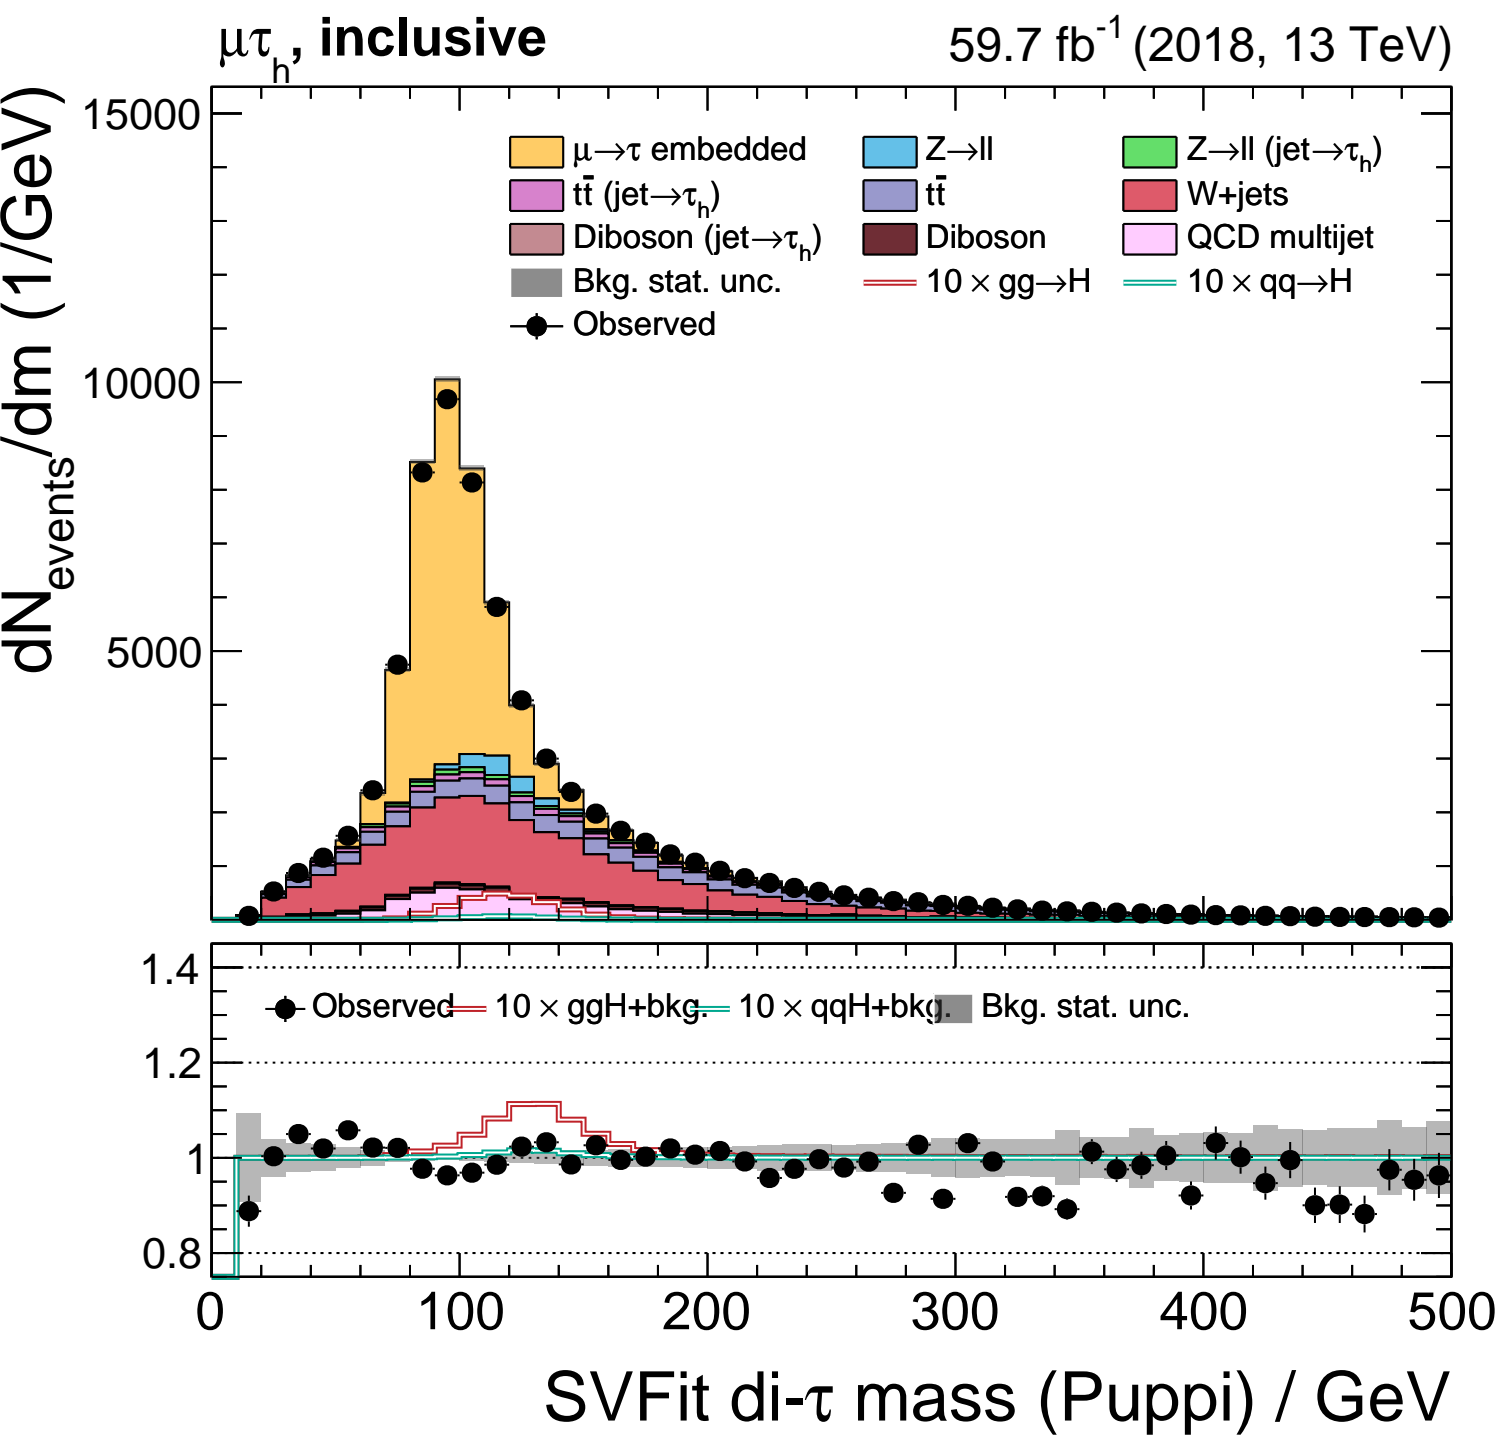 μτh, inclusive
59.7 fb-1 (2018, 13 TeV)
dNevents/dm (1/GeV)
15000
10000
5000
μ→τ embedded
Z→ll
Z→ll (jet→τh)
tt̄ (jet→τh)
tt̄
W+jets
Diboson (jet→τh)
Diboson
QCD multijet
Bkg. stat. unc.
10 × gg→H
10 × qq→H
Observed
1.4
1.2
1
0.8
Observed
10 × ggH+bkg.
10 × qqH+bkg.
Bkg. stat. unc.
0 100 200 300 400 500
SVFit di-τ mass (Puppi) / GeV